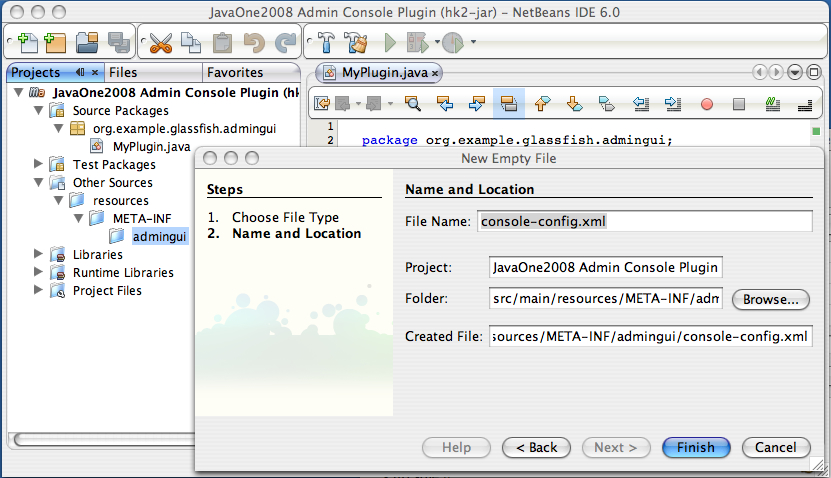 JavaOne2008 Admin Console Plugin (hk2-jar) – NetBeans IDE 6.0
Projects
Files
Favorites
MyPlugin.java
JavaOne2008 Admin Console Plugin (hk
Source Packages
org.example.glassfish.admingui
MyPlugin.java
Test Packages
Other Sources
resources
META-INF
admingui
Libraries
Runtime Libraries
Project Files
1
2 package org.example.glassfish.admingui;
New Empty File
Steps
1. Choose File Type
2. Name and Location
Name and Location
File Name: console-config.xml
Project: JavaOne2008 Admin Console Plugin
Folder: src/main/resources/META-INF/adm
Browse...
Created File: sources/META-INF/admingui/console-config.xml
Help
< Back
Next >
Finish
Cancel